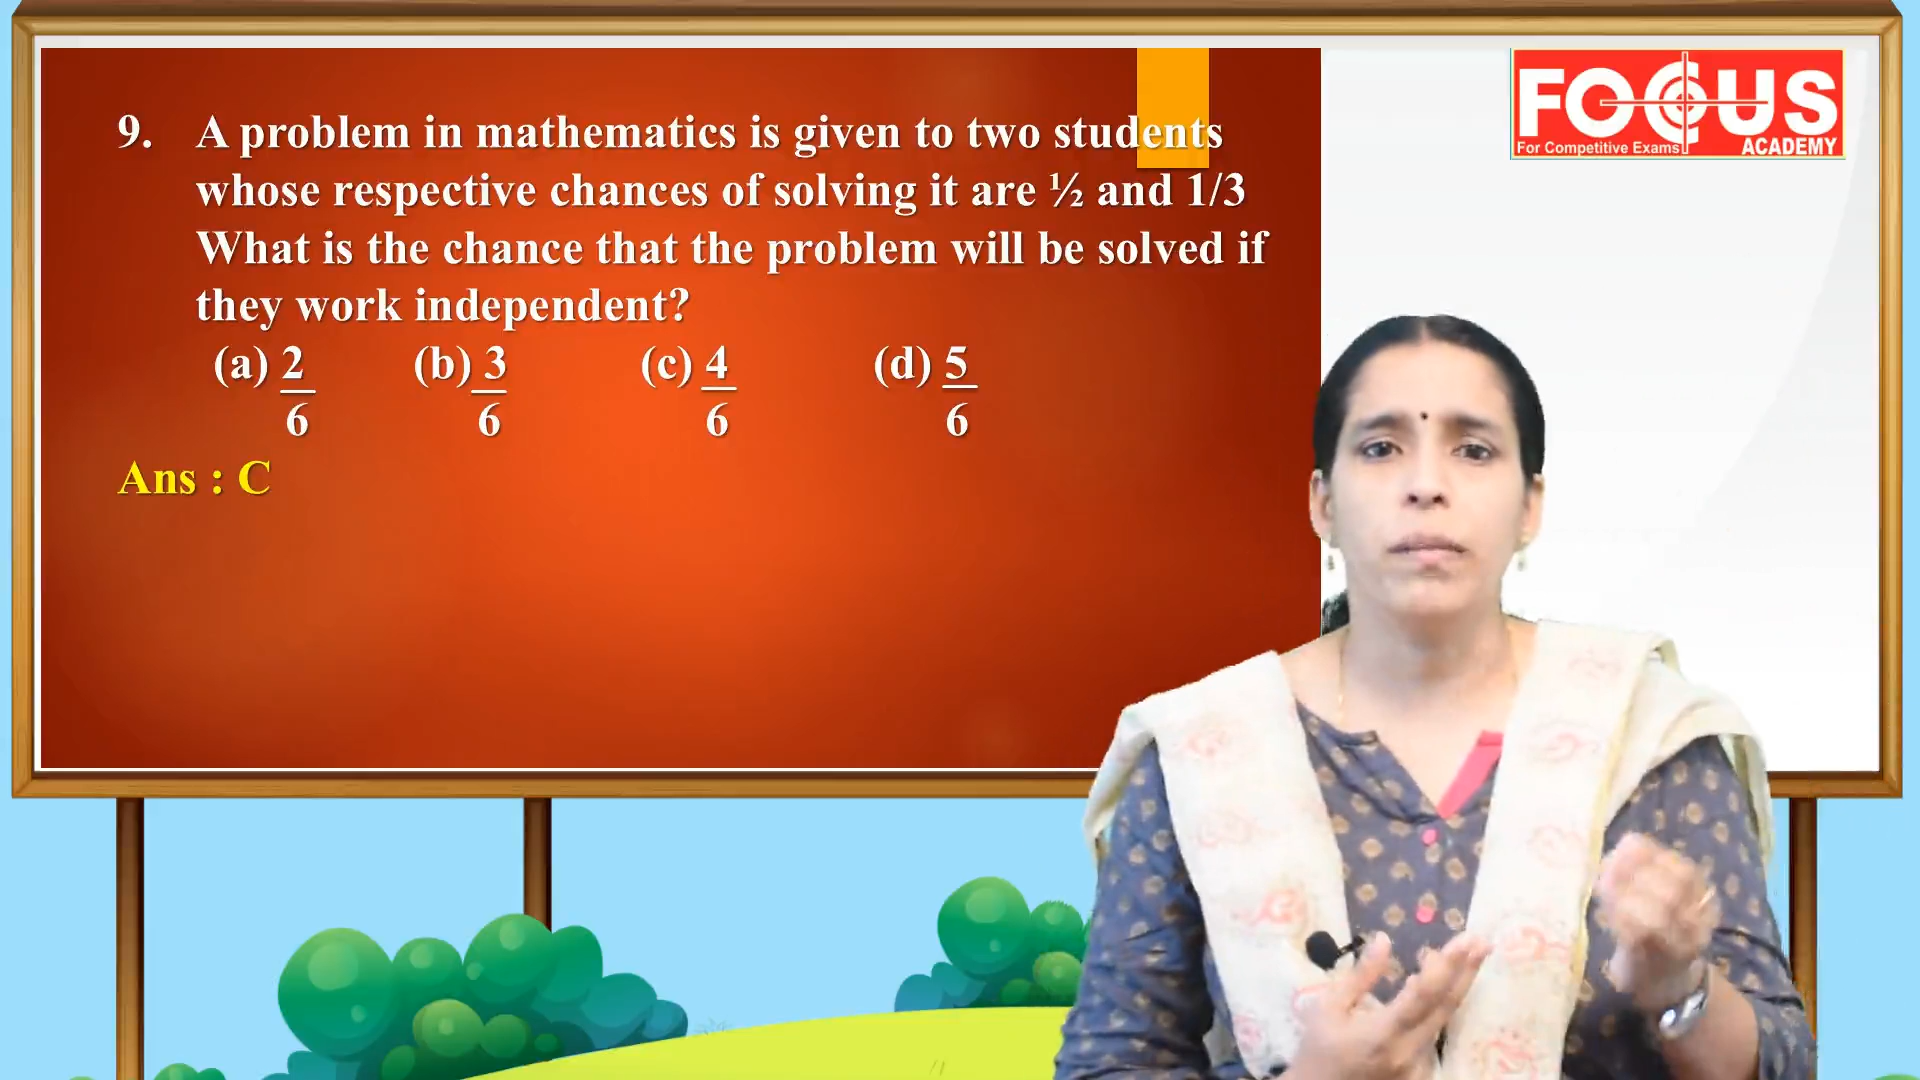 FOCUS
For Competitive Exams
ACADEMY
9. A problem in mathematics is given to two students
whose respective chances of solving it are ½ and 1/3
What is the chance that the problem will be solved if
they work independent?
(a) 2/6 (b) 3/6 (c) 4/6 (d) 5/6
Ans : C